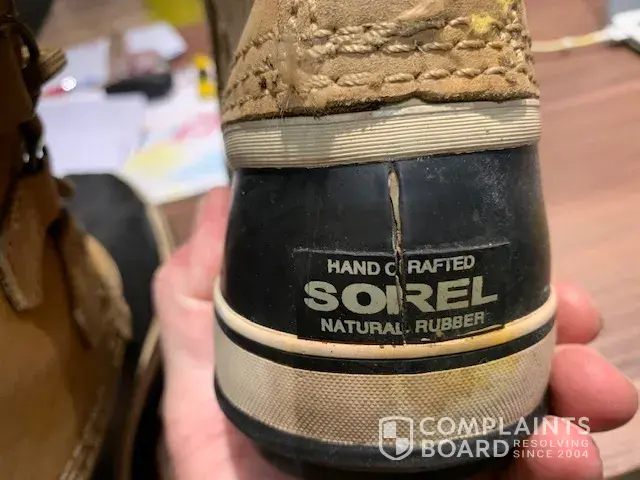 HAND CRAFTED
SOREL
NATURAL RUBBER
COMPLAINTS
BOARD RESOLVING
SINCE 2004